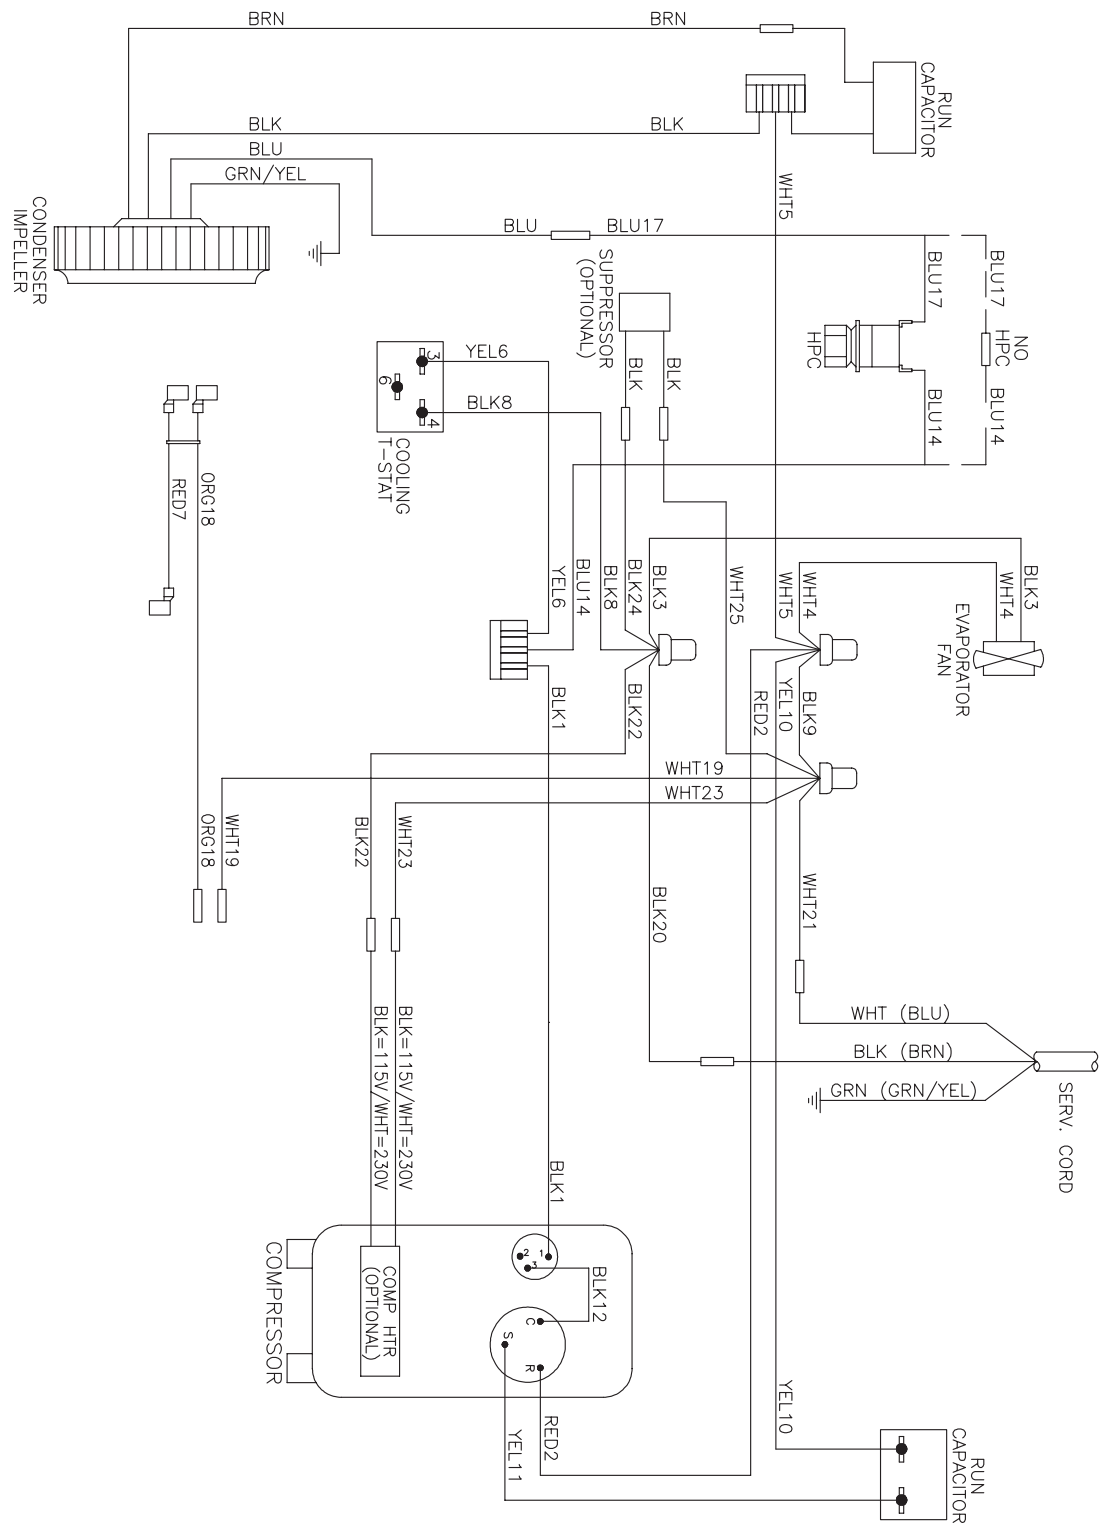 BRN
BRN
RUN
CAPACITOR
BLK
BLK
BLU
GRN/YEL
WHT5
CONDENSER
IMPELLER
BLU
BLU17
BLU17
BLU17
SUPPRESSOR
(OPTIONAL)
HPC
NO
HPC
YEL6
BLK
BLK
BLU14
BLU14
3
6
4
BLK8
COOLING
T-STAT
ORG18
RED7
YEL6
BLU14
BLK8
BLK24
BLK3
WHT25
WHT5
WHT4
WHT4
BLK3
EVAPORATOR
FAN
BLK1
BLK22
RED2
YEL10
BLK9
WHT19
WHT23
ORG18
WHT19
BLK22
WHT23
BLK20
WHT21
WHT (BLU)
BLK (BRN)
GRN (GRN/YEL)
SERV. CORD
BLK=115V/WHT=230V
BLK=115V/WHT=230V
BLK1
COMPRESSOR
COMP HTR
(OPTIONAL)
2
1
3
BLK12
C
S
R
YEL11
RED2
YEL10
RUN
CAPACITOR